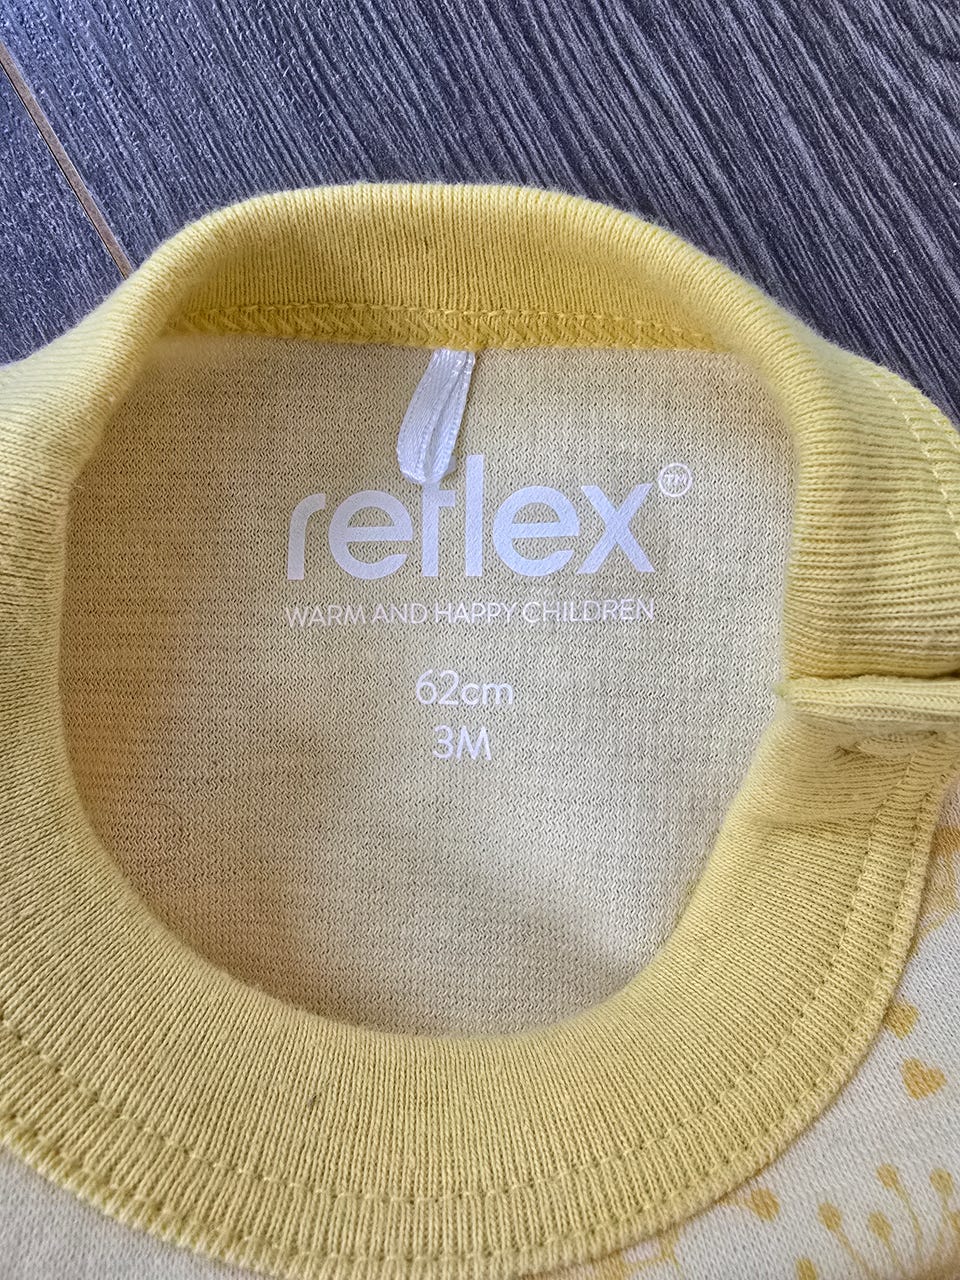 reflex™
WARM AND HAPPY CHILDREN
62cm
3M